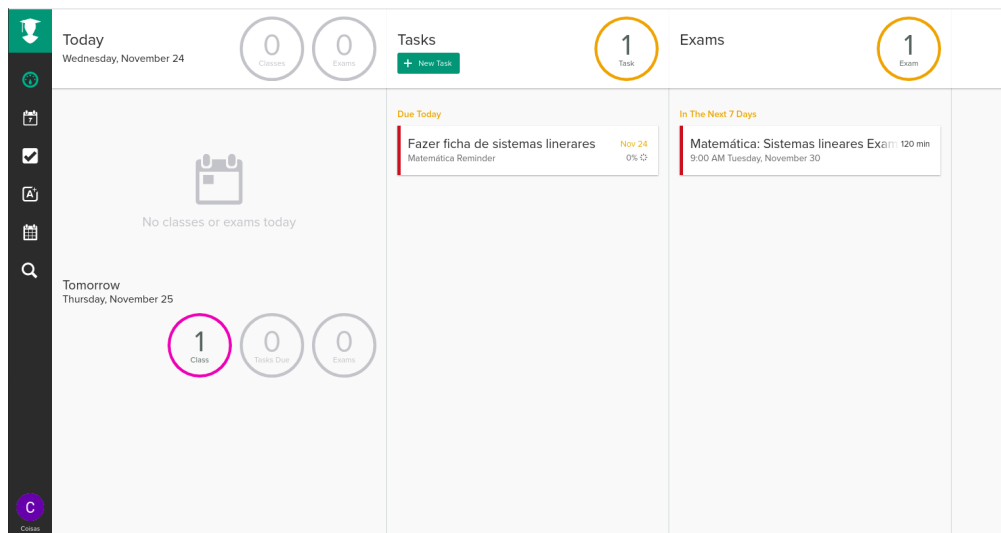 Today
Wednesday, November 24
0
Classes
0
Exams
Tasks
+ New Task
1
Task
Exams
1
Exam
7
A+
No classes or exams today
Tomorrow
Thursday, November 25
1
Class
0
Tasks Due
0
Exams
Due Today
Fazer ficha de sistemas linerares
Nov 24
Matemática Reminder
0%
In The Next 7 Days
Matemática: Sistemas lineares Exam
120 min
9:00 AM Tuesday, November 30
C
Coisas